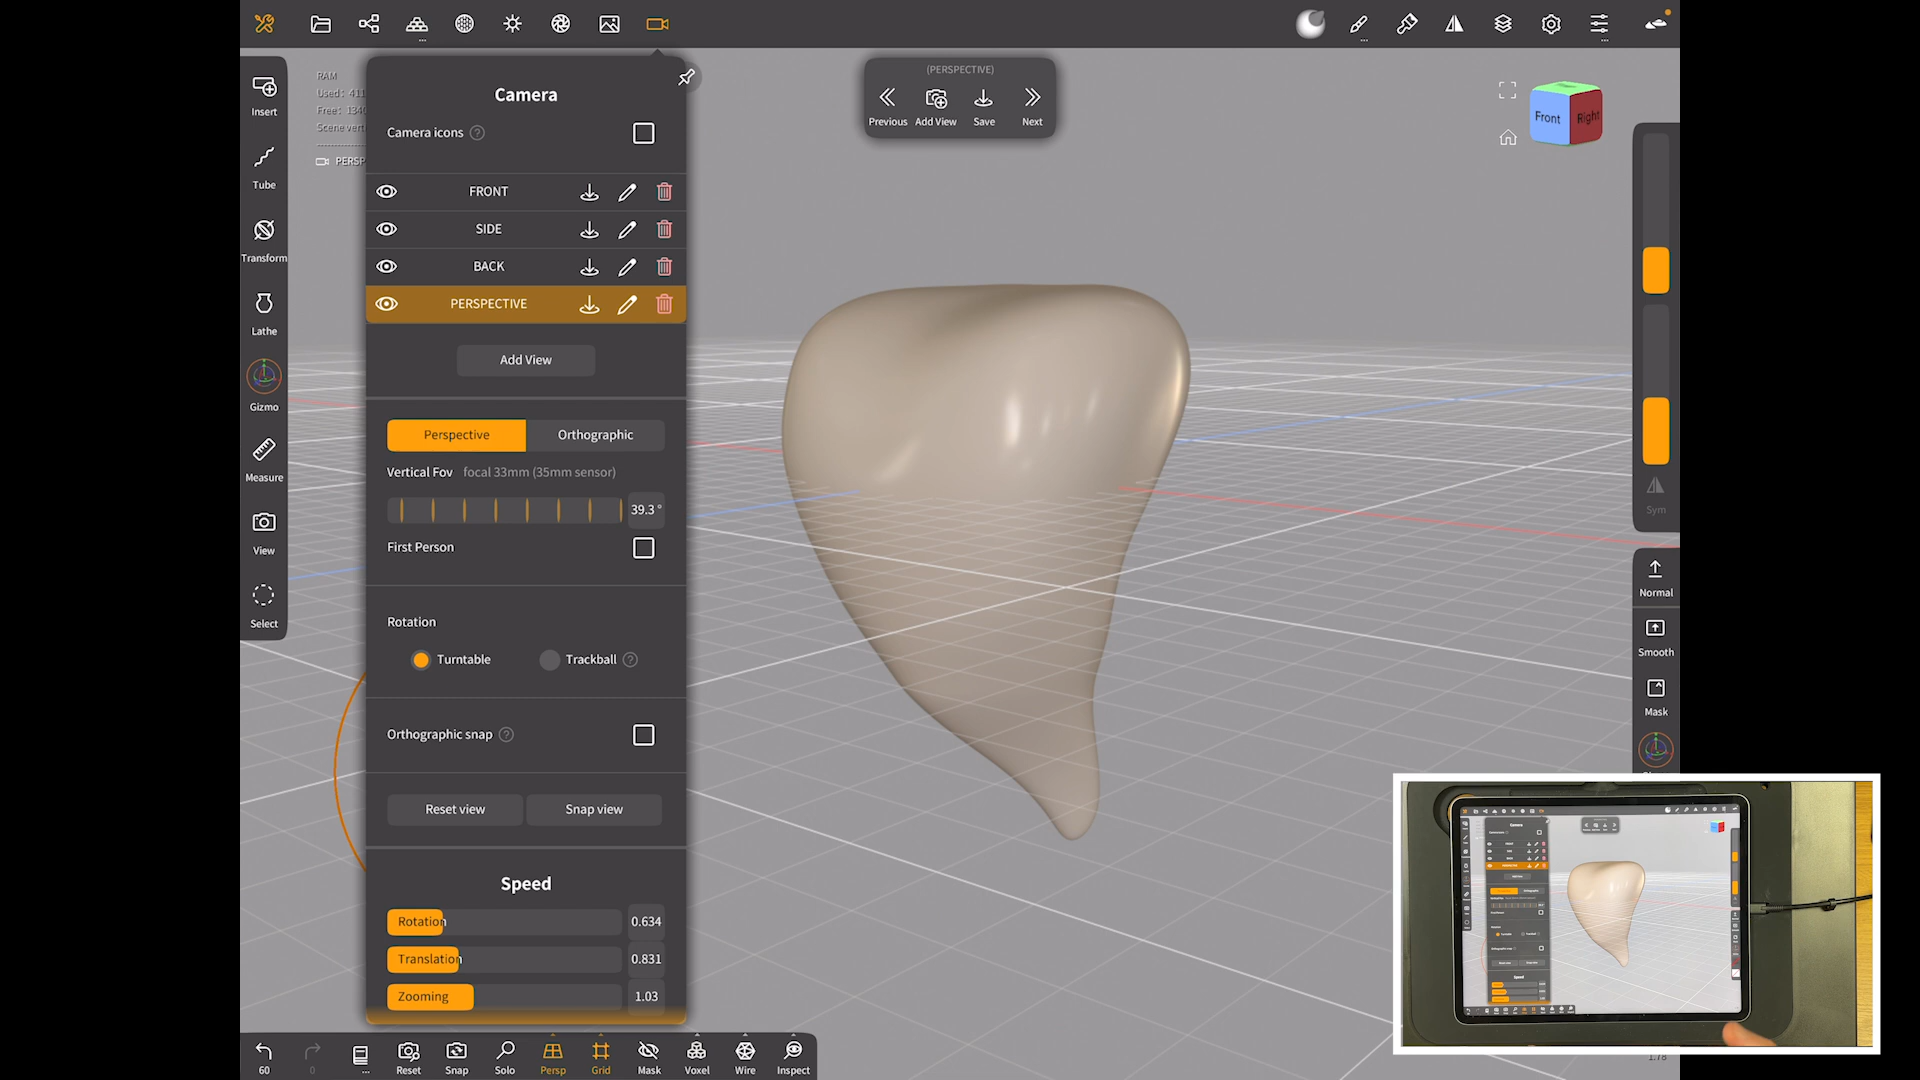 RAM
Used: 411
Free: 1340
Scene vert
PERSP
Camera
Camera icons ?
FRONT
SIDE
BACK
PERSPECTIVE
Add View
Perspective
Orthographic
Vertical Fov focal 33mm (35mm sensor)
39.3 °
First Person
Rotation
Turntable
Trackball ?
Orthographic snap ?
Reset view
Snap view
Speed
Rotation 0.634
Translation 0.831
Zooming 1.03
(PERSPECTIVE)
Previous
Add View
Save
Next
Front
Right
Insert
Tube
Transform
Lathe
Gizmo
Measure
View
Select
Sym
Normal
Smooth
Mask
60
0
...
Reset
Snap
Solo
Persp
Grid
Mask
Voxel
Wire
Inspect
1.78